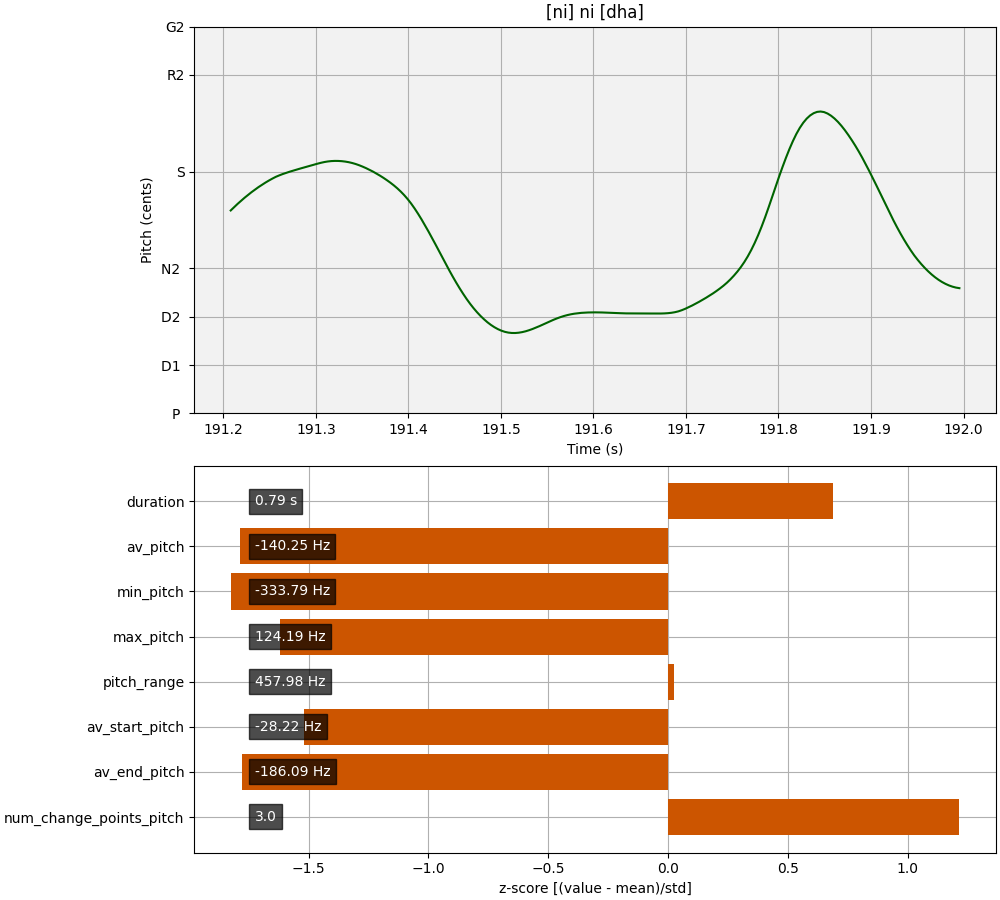 [ni] ni [dha]
G2
R2
S
N2
D2
D1
P
Pitch (cents)
191.2 191.3 191.4 191.5 191.6 191.7 191.8 191.9 192.0
Time (s)
duration 0.79 s
av_pitch -140.25 Hz
min_pitch -333.79 Hz
max_pitch 124.19 Hz
pitch_range 457.98 Hz
av_start_pitch -28.22 Hz
av_end_pitch -186.09 Hz
num_change_points_pitch 3.0
−1.5 −1.0 −0.5 0.0 0.5 1.0
z-score [(value - mean)/std]